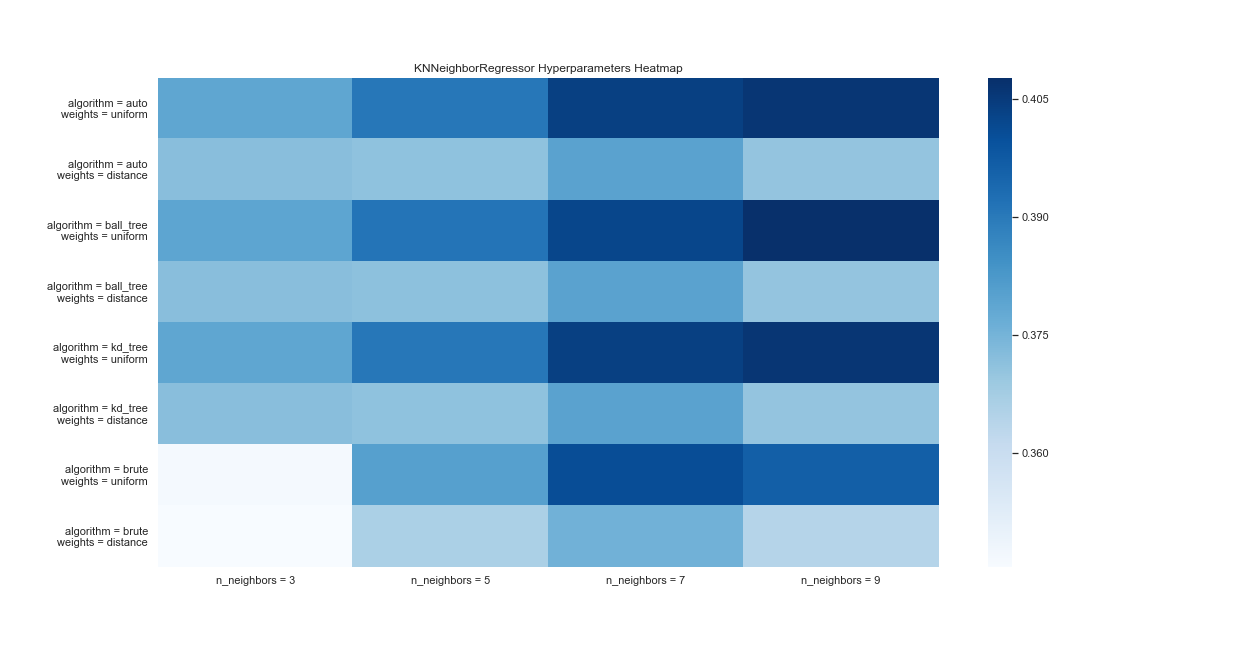 KNNeighborRegressor Hyperparameters Heatmap
algorithm = auto
weights = uniform
algorithm = auto
weights = distance
algorithm = ball_tree
weights = uniform
algorithm = ball_tree
weights = distance
algorithm = kd_tree
weights = uniform
algorithm = kd_tree
weights = distance
algorithm = brute
weights = uniform
algorithm = brute
weights = distance
n_neighbors = 3
n_neighbors = 5
n_neighbors = 7
n_neighbors = 9
0.405
0.390
0.375
0.360